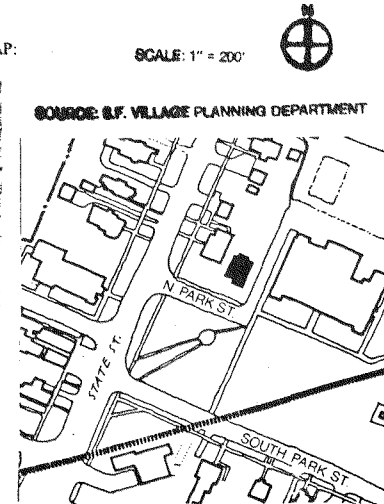 N
AP:
SCALE: 1" = 200'
SOURCE: S.F. VILLAGE PLANNING DEPARTMENT
N PARK ST.
STATE ST.
SOUTH PARK ST.